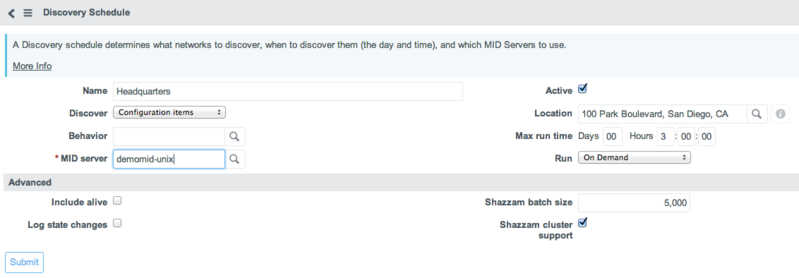 Discovery Schedule
A Discovery schedule determines what networks to discover, when to discover them (the day and time), and which MID Servers to use.
More Info
Name Headquarters Active
Discover Configuration items Location 100 Park Boulevard, San Diego, CA
Behavior Max run time Days 00 Hours 3 : 00 : 00
* MID server demomid-unix Run On Demand
Advanced
Include alive Shazzam batch size 5,000
Log state changes Shazzam cluster
support
Submit